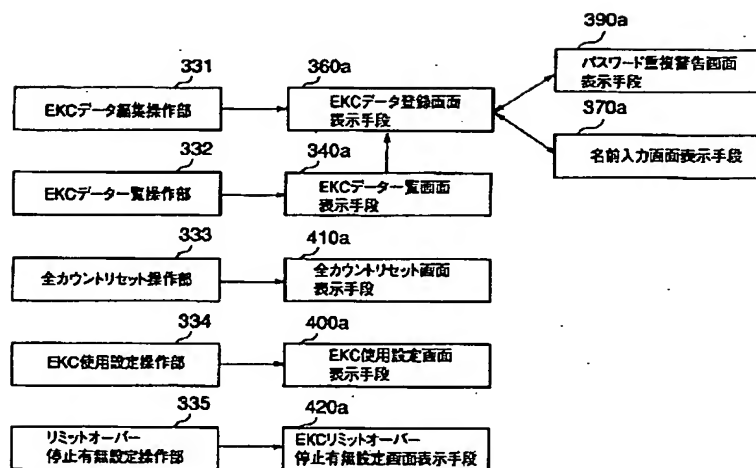 331
EKCデータ編集操作部
360a
EKCデータ登録画面
表示手段
390a
パスワード重複警告画面
表示手段
370a
名前入力画面表示手段
332
EKCデータ一覧操作部
340a
EKCデータ一覧画面
表示手段
333
全カウントリセット操作部
410a
全カウントリセット画面
表示手段
334
EKC使用設定操作部
400a
EKC使用設定画面
表示手段
335
リミットオーバー
停止有無設定操作部
420a
EKCリミットオーバー
停止有無設定画面表示手段